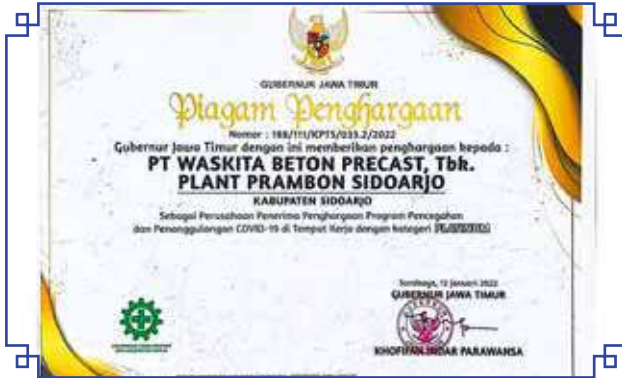 GUBERNUR JAWA TIMUR
Piagam Penghargaan
Nomor : 188/111/KPTS/033.2/2022
Gubernur Jawa Timur dengan ini memberikan penghargaan kepada :
PT WASKITA BETON PRECAST, Tbk.
PLANT PRAMBON SIDOARJO
KABUPATEN SIDOARJO
Sebagai Perusahaan Penerima Penghargaan Program Pencegahan
dan Penanggulangan COVID-19 di Tempat Kerja dengan kategori PLATINUM
Surabaya, 12 Januari 2022
GUBERNUR JAWA TIMUR
KHOFIFAH INDAR PARAWANSA